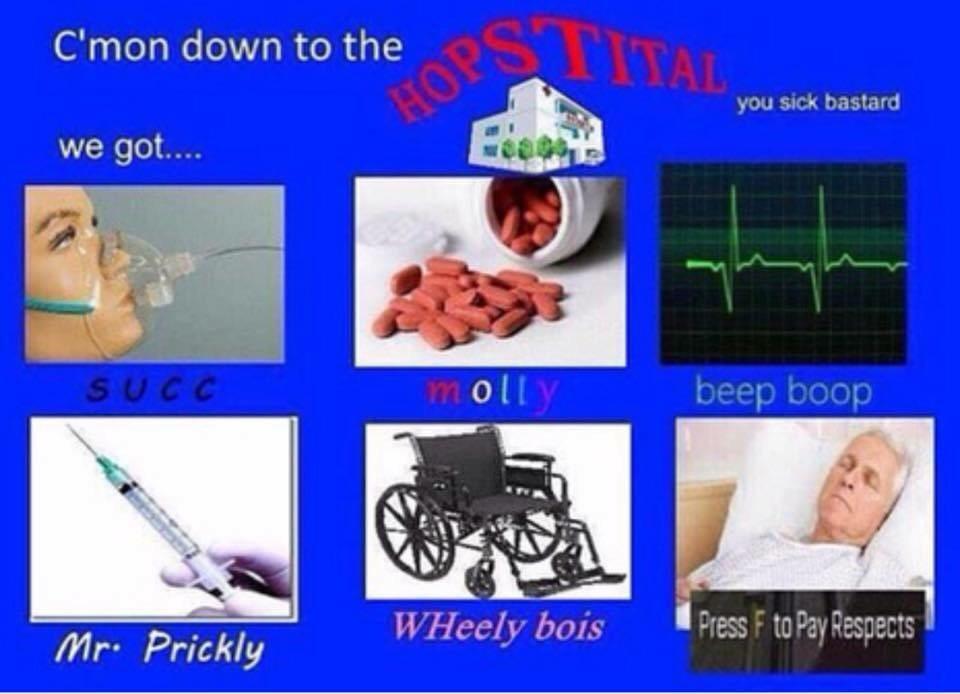 C'mon down to the
HOPSTITAL
you sick bastard
we got....
succ
molly
beep boop
Mr. Prickly
WHeely bois
Press F to Pay Respects